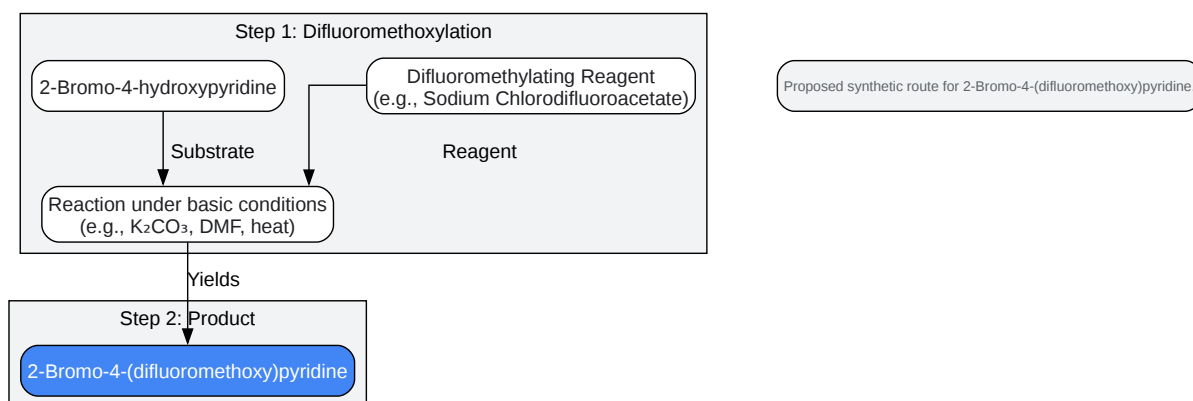 Step 1: Difluoromethoxylation
2-Bromo-4-hydroxypyridine
Difluoromethylating Reagent
(e.g., Sodium Chlorodifluoroacetate)
Proposed synthetic route for 2-Bromo-4-(difluoromethoxy)pyridine.
Substrate
Reagent
Reaction under basic conditions
(e.g., K₂CO₃, DMF, heat)
Yields
Step 2: Product
2-Bromo-4-(difluoromethoxy)pyridine